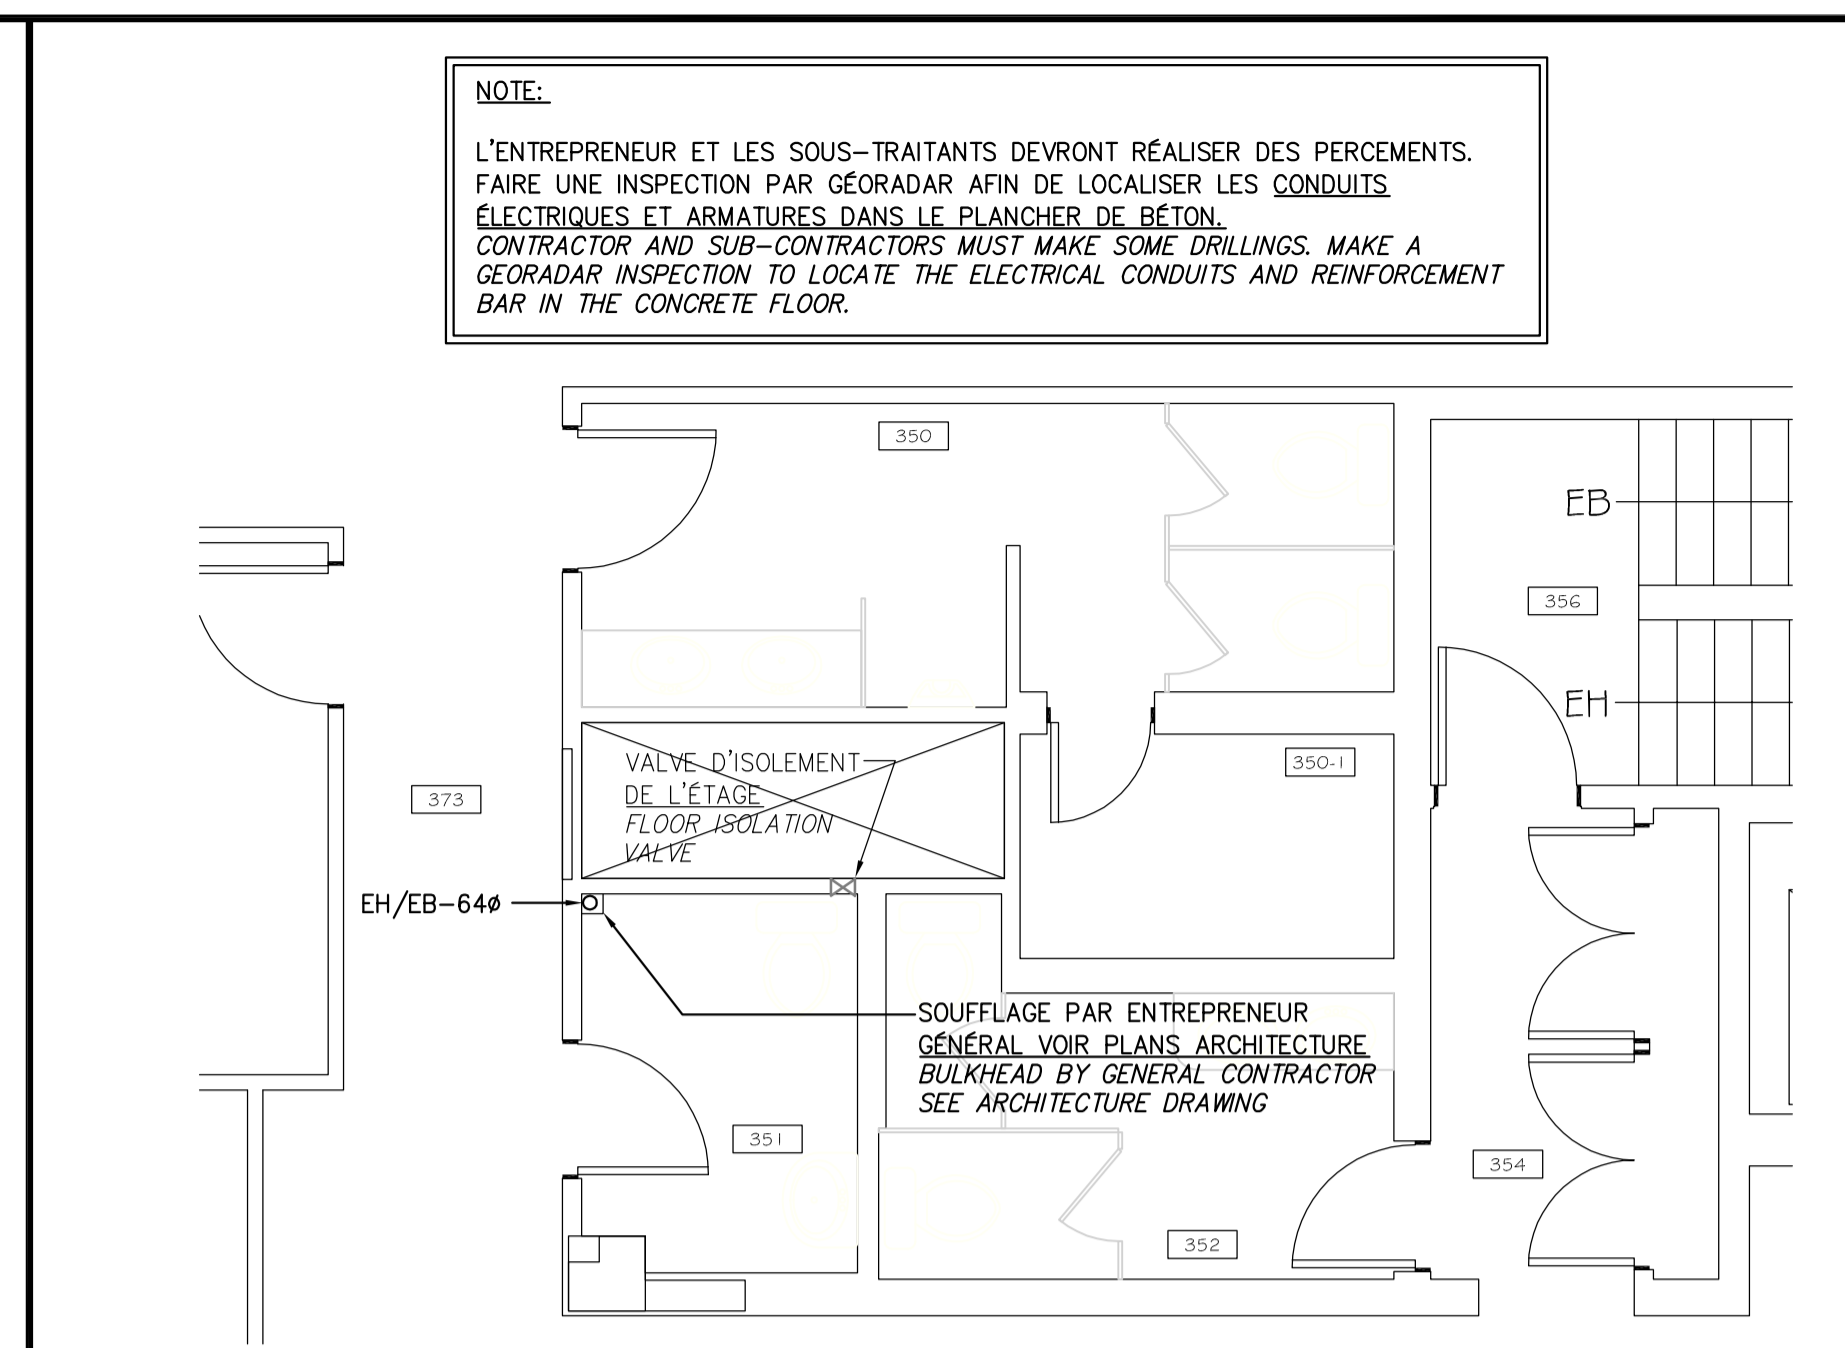 NOTE:
L'ENTREPRENEUR ET LES SOUS-TRAITANTS DEVRONT RÉALISER DES PERCEMENTS.
FAIRE UNE INSPECTION PAR GÉORADAR AFIN DE LOCALISER LES CONDUITS
ÉLECTRIQUES ET ARMATURES DANS LE PLANCHER DE BÉTON.
CONTRACTOR AND SUB-CONTRACTORS MUST MAKE SOME DRILLINGS. MAKE A
GEORADAR INSPECTION TO LOCATE THE ELECTRICAL CONDUITS AND REINFORCEMENT
BAR IN THE CONCRETE FLOOR.
350
EB
356
EH
VALVE D'ISOLEMENT
DE L'ÉTAGE
FLOOR ISOLATION
VALVE
350-1
373
EH/EB-64ø
SOUFFLAGE PAR ENTREPRENEUR
GÉNÉRAL VOIR PLANS ARCHITECTURE
BULKHEAD BY GENERAL CONTRACTOR
SEE ARCHITECTURE DRAWING
351
354
352